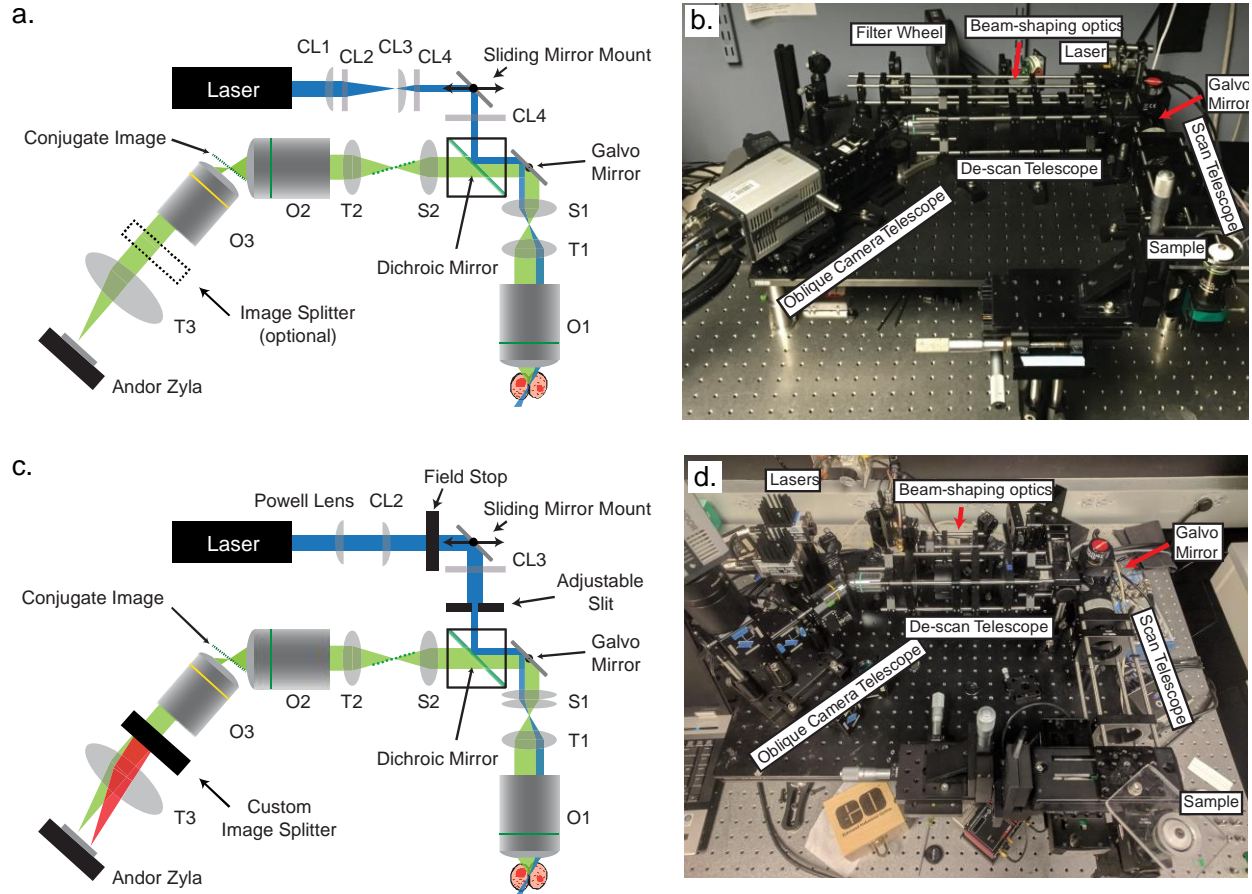 a.
CL1
CL2
CL3
CL4
Sliding Mirror Mount
Laser
CL4
Conjugate Image
Galvo
Mirror
O2
T2
S2
S1
O3
Dichroic Mirror
T1
T3
Image Splitter
(optional)
O1
Andor Zyla
b.
Filter Wheel
Beam-shaping optics
Laser
Galvo
Mirror
Scan Telescope
De-scan Telescope
Oblique Camera Telescope
Sample
c.
Field Stop
Powell Lens
CL2
Sliding Mirror Mount
Laser
CL3
Adjustable
Slit
Conjugate Image
Galvo
Mirror
O2
T2
S2
S1
O3
Dichroic Mirror
T1
T3
Custom
Image Splitter
O1
Andor Zyla
d.
Lasers
Beam-shaping optics
Galvo
Mirror
De-scan Telescope
Scan Telescope
Oblique Camera Telescope
GO
Sample